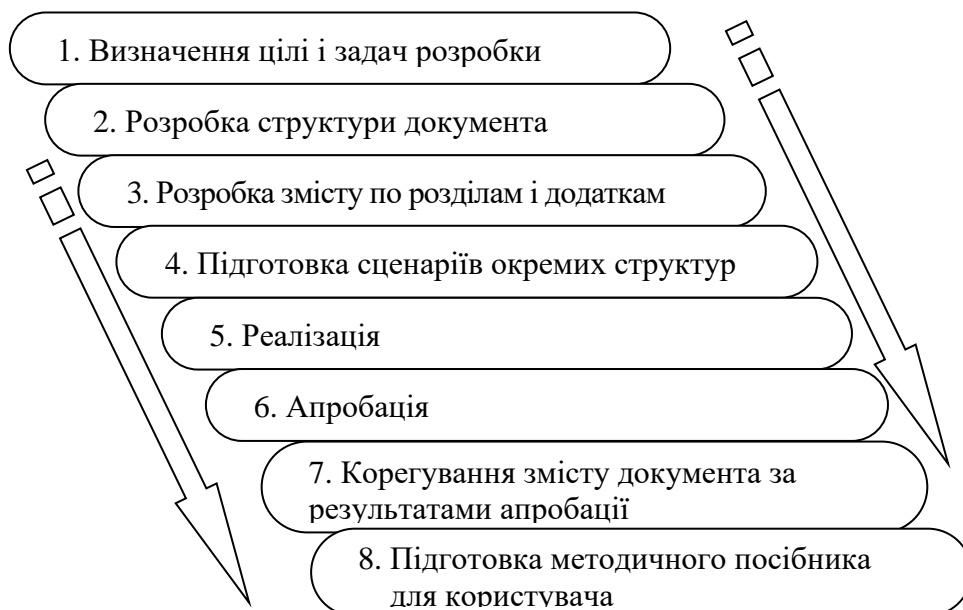 1. Визначення цілі і задач розробки
2. Розробка структури документа
3. Розробка змісту по розділам і додаткам
4. Підготовка сценаріїв окремих структур
5. Реалізація
6. Апробація
7. Корегування змісту документа за
результатами апробації
8. Підготовка методичного посібника
для користувача